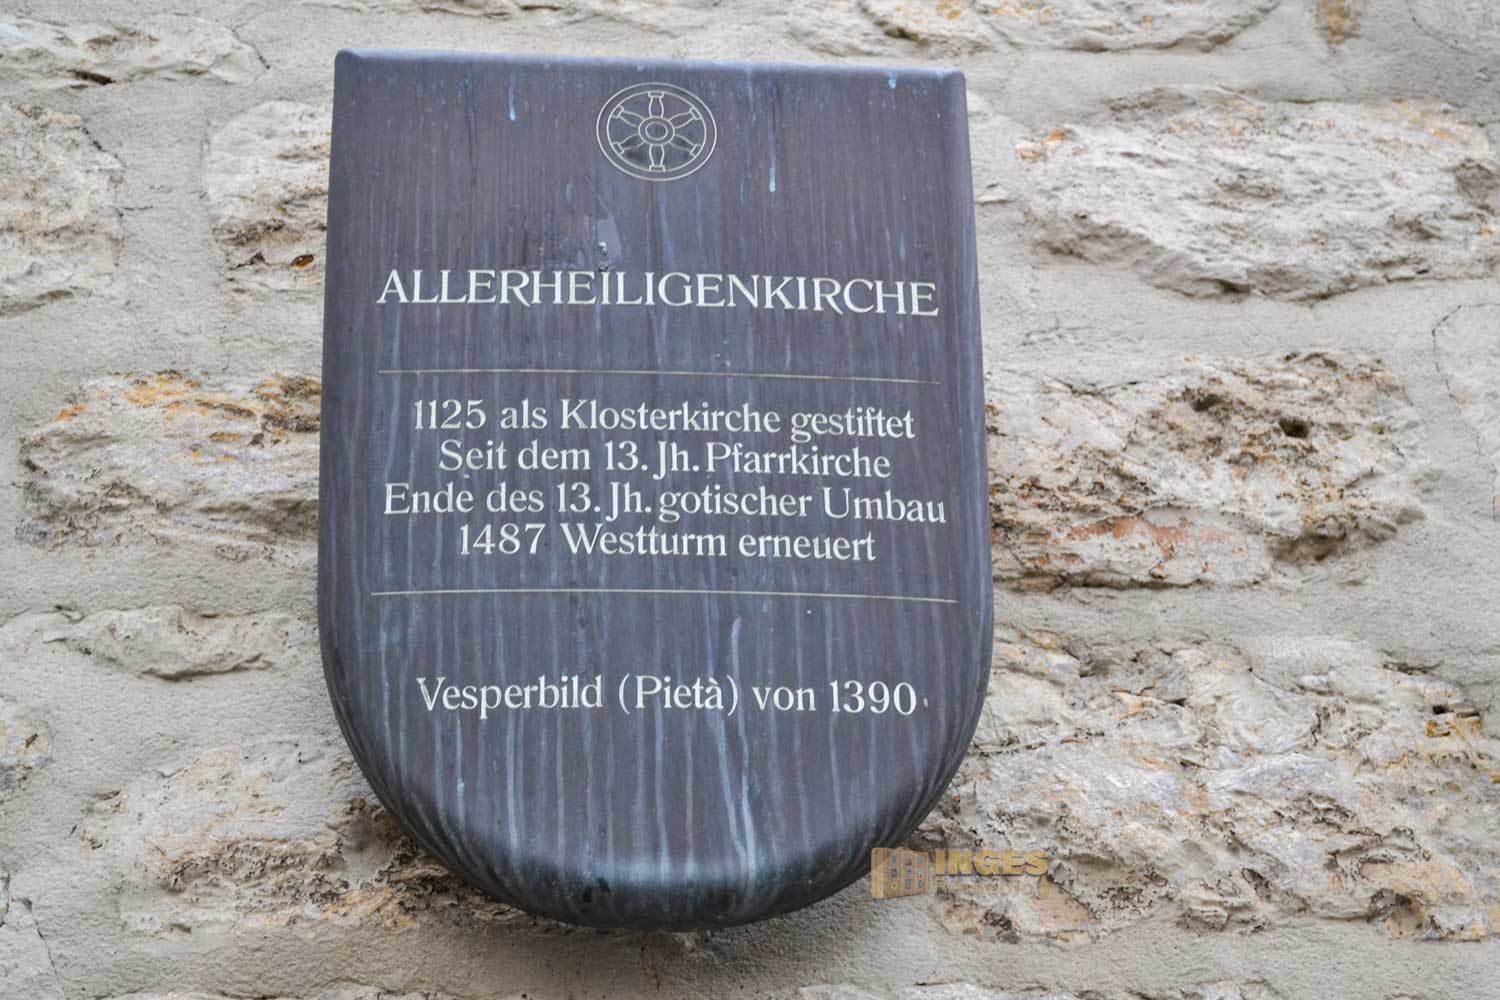 ALLERHEILIGENKIRCHE
1125 als Klosterkirche gestiftet
Seit dem 13. Jh. Pfarrkirche
Ende des 13. Jh. gotischer Umbau
1487 Westturm erneuert
Vesperbild (Pietà) von 1390
INGES
Reiseblog